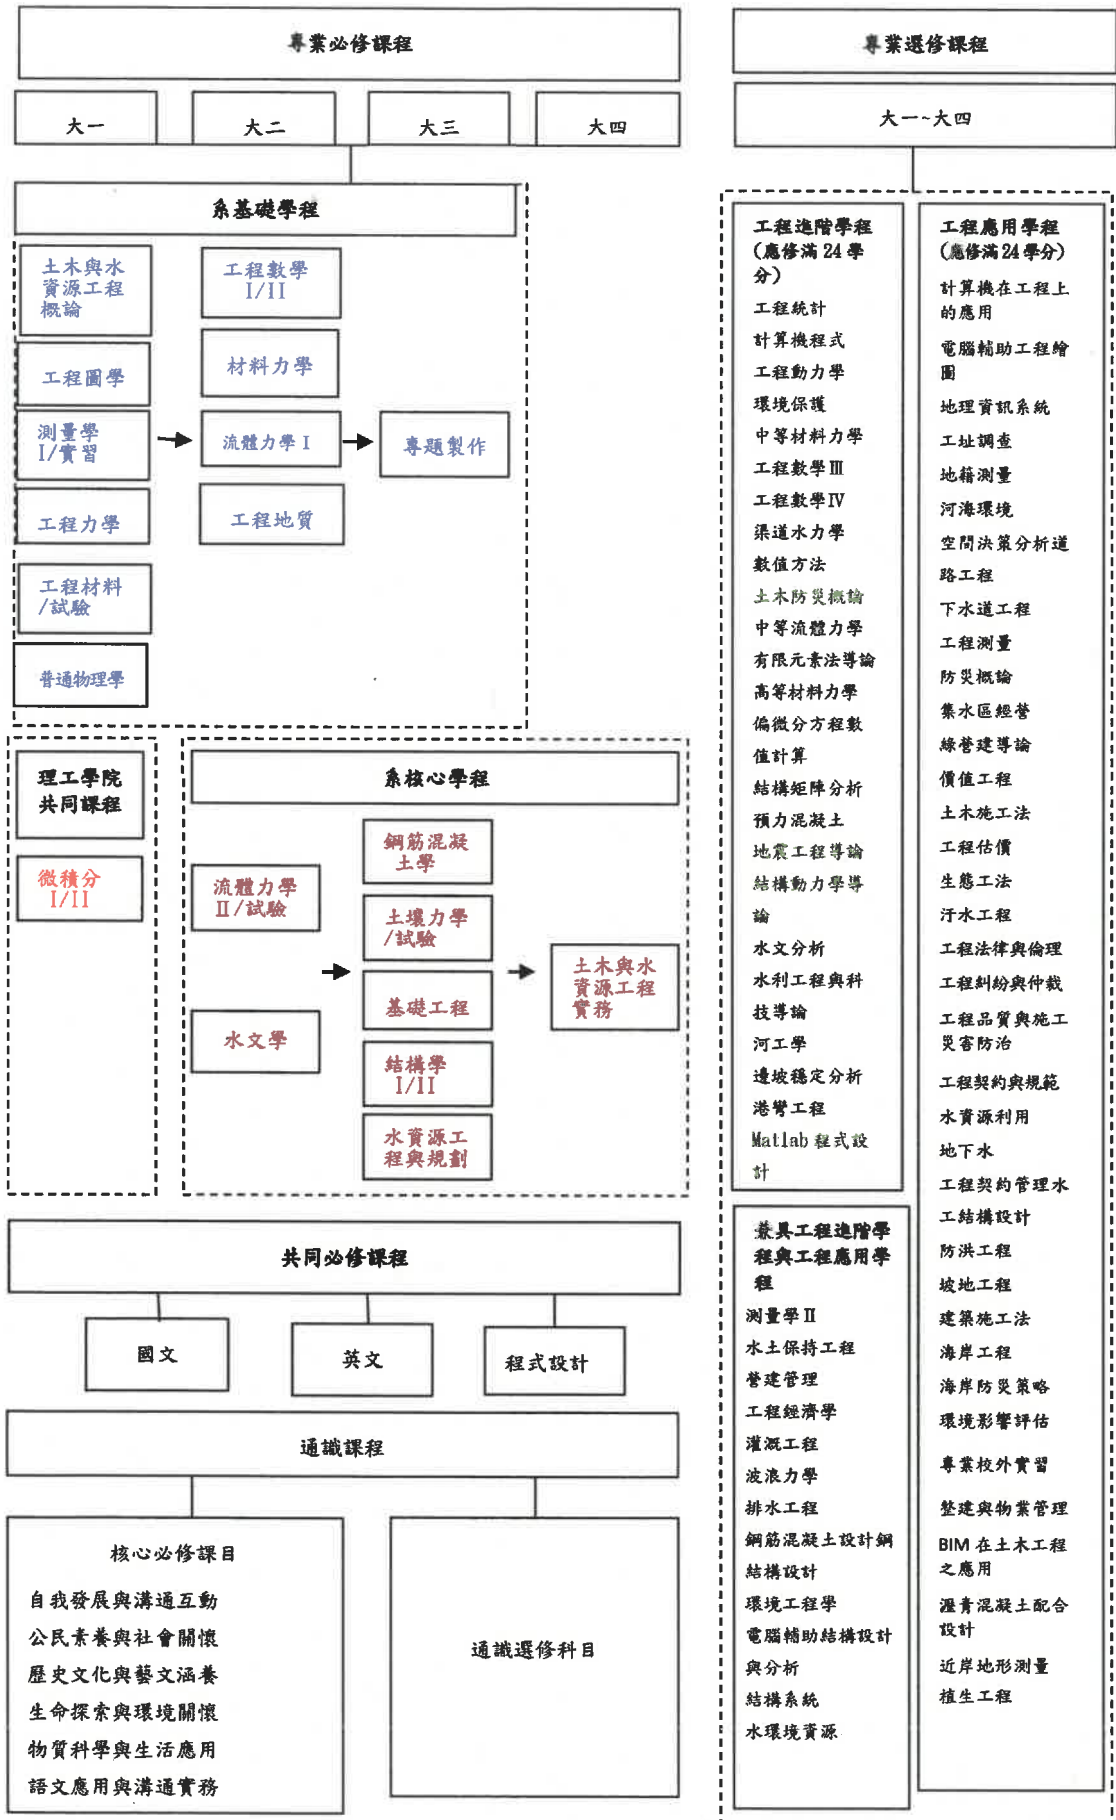 專業必修課程
大一
大二
大三
大四
系基礎學程
土木與水
資源工程
概論
工程圖學
測量學
I/實習
工程力學
工程材料
/試驗
普通物理學
工程數學
I/II
材料力學
流體力學 I
工程地質
專題製作
理工學院
共同課程
微積分
I/II
系核心學程
流體力學
II/試驗
水文學
鋼筋混凝
土學
土壤力學
/試驗
基礎工程
結構學
I/II
水資源工
程與規劃
土木與水
資源工程
實務
共同必修課程
國文
英文
程式設計
通識課程
核心必修課目
自我發展與溝通互動
公民素養與社會關懷
歷史文化與藝文涵養
生命探索與環境關懷
物質科學與生活應用
語文應用與溝通實務
通識選修科目
專業選修課程
大一~大四
工程進階學程
(應修滿 24 學
分)
工程統計
計算機程式
工程動力學
環境保護
中等材料力學
工程數學III
工程數學IV
渠道水力學
數值方法
土木防災概論
中等流體力學
有限元素法導論
高等材料力學
偏微分方程數
值計算
結構矩陣分析
預力混凝土
地震工程導論
結構動力學導
論
水文分析
水利工程與科
技導論
河工學
邊坡穩定分析
港彎工程
Matlab 程式設
計
兼具工程進階學
程與工程應用學
程
測量學 II
水土保持工程
營建管理
工程經濟學
灌溉工程
波浪力學
排水工程
鋼筋混凝土設計鋼
結構設計
環境工程學
電腦輔助結構設計
與分析
結構系統
水環境資源
工程應用學程
(應修滿 24 學分)
計算機在工程上
的應用
電腦輔助工程繪
圖
地理資訊系統
工址調查
地籍測量
河海環境
空間決策分析道
路工程
下水道工程
工程測量
防災概論
集水區經營
綠營建導論
價值工程
土木施工法
工程估價
生態工法
汙水工程
工程法律與倫理
工程糾紛與仲裁
工程品質與施工
災害防治
工程契約與規範
水資源利用
地下水
工程契約管理水
工結構設計
防洪工程
坡地工程
建築施工法
海岸工程
海岸防災策略
環境影響評估
專業校外實習
整建與物業管理
BIM 在土木工程
之應用
瀝青混凝土配合
設計
近岸地形測量
植生工程